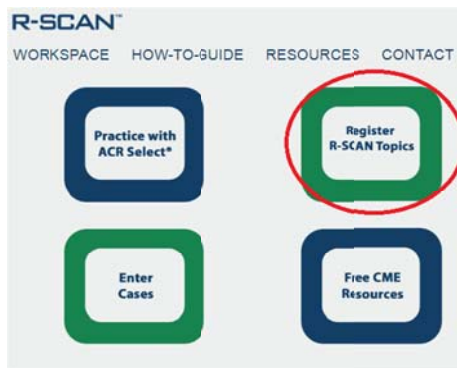 R-SCAN™
WORKSPACE HOW-TO-GUIDE RESOURCES CONTACT
Practice with
ACR Select®
Register
R-SCAN Topics
Enter
Cases
Free CME
Resources